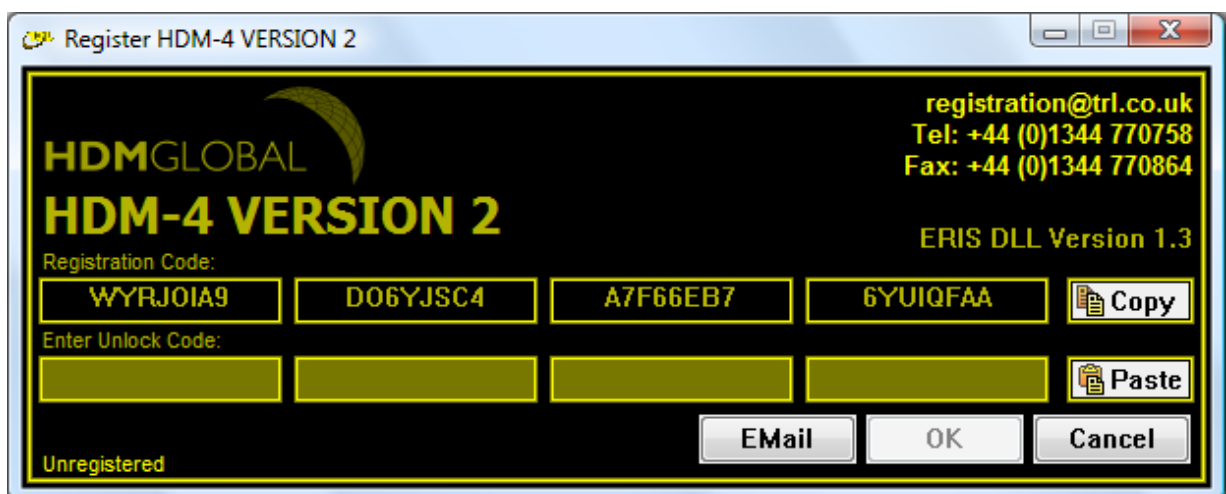 Register HDM-4 VERSION 2
registration@trl.co.uk
Tel: +44 (0)1344 770758
Fax: +44 (0)1344 770864
HDMGLOBAL
HDM-4 VERSION 2
ERIS DLL Version 1.3
Registration Code:
WYRJOIA9 DO6YJSC4 A7F66EB7 6YUIQFAA Copy
Enter Unlock Code:
Paste
EMail OK Cancel
Unregistered